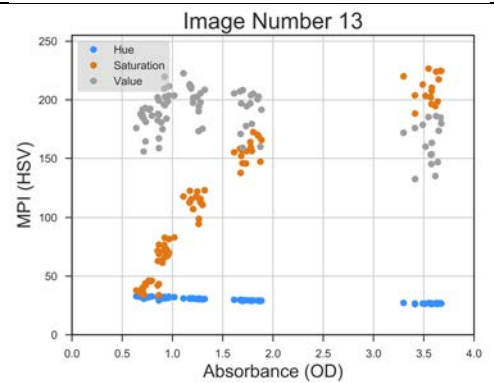 Image Number 13
250
200
150
100
50
0
MPI (HSV)
Hue
Saturation
Value
0.0 0.5 1.0 1.5 2.0 2.5 3.0 3.5 4.0
Absorbance (OD)